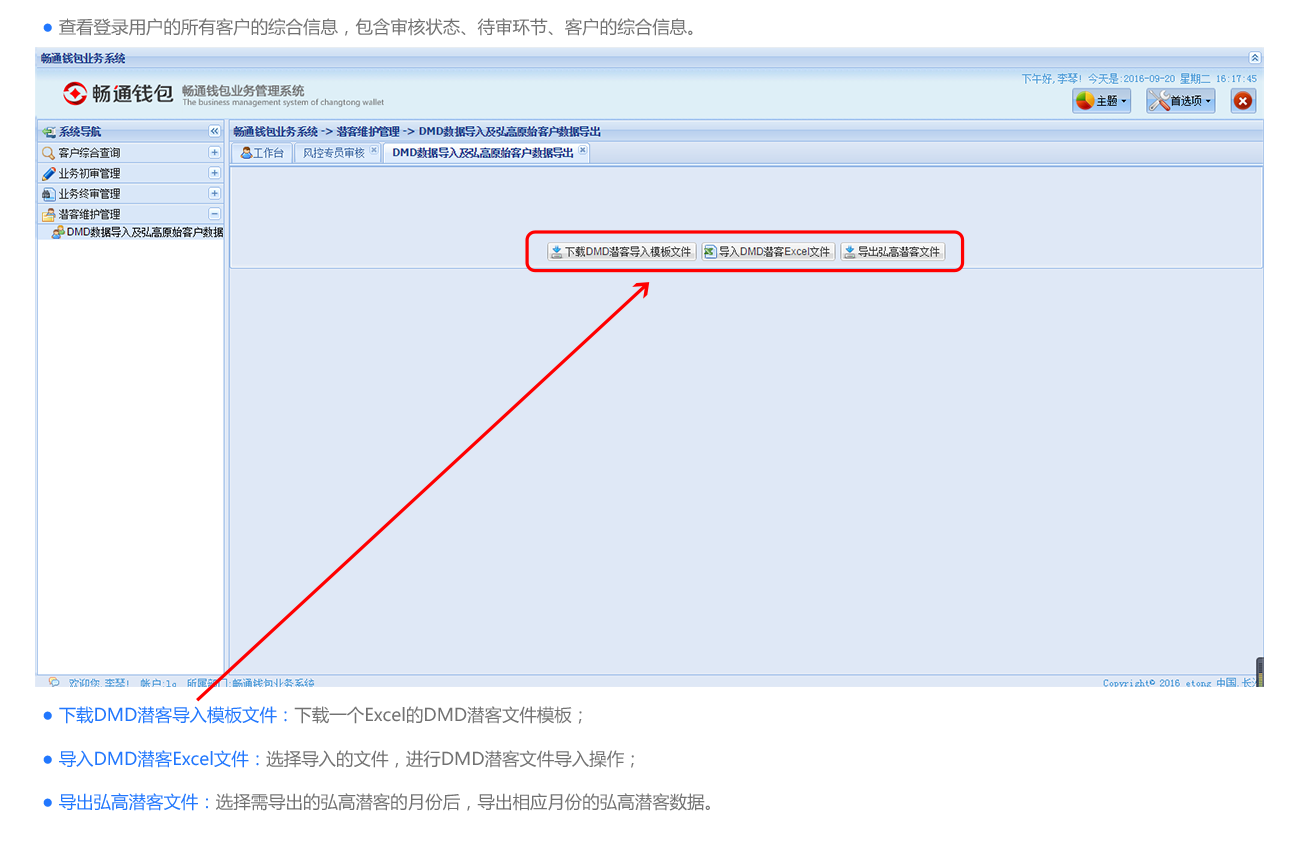 查看登录用户的所有客户的综合信息，包含审核状态、待审环节、客户的综合信息。
畅通钱包业务系统
下午好,李琴! 今天是:2016-09-20 星期二 16:17:45
畅通钱包 畅通钱包业务管理系统
The business management system of changtong wallet
主题 首选项
系统导航
畅通钱包业务系统 -> 潜客维护管理 -> DMD数据导入及弘高原始客户数据导出
客户综合查询
工作台 风控专员审核 DMD数据导入及弘高原始客户数据导出
业务初审管理
业务终审管理
潜客维护管理
DMD数据导入及弘高原始客户数据
下载DMD潜客导入模板文件 导入DMD潜客Excel文件 导出弘高潜客文件
欢迎您,李琴! 帐户:lq 所属部门:畅通钱包业务系统
Copyright© 2016 etong 中国.长
下载DMD潜客导入模板文件：下载一个Excel的DMD潜客文件模板；
导入DMD潜客Excel文件：选择导入的文件，进行DMD潜客文件导入操作；
导出弘高潜客文件：选择需导出的弘高潜客的月份后，导出相应月份的弘高潜客数据。